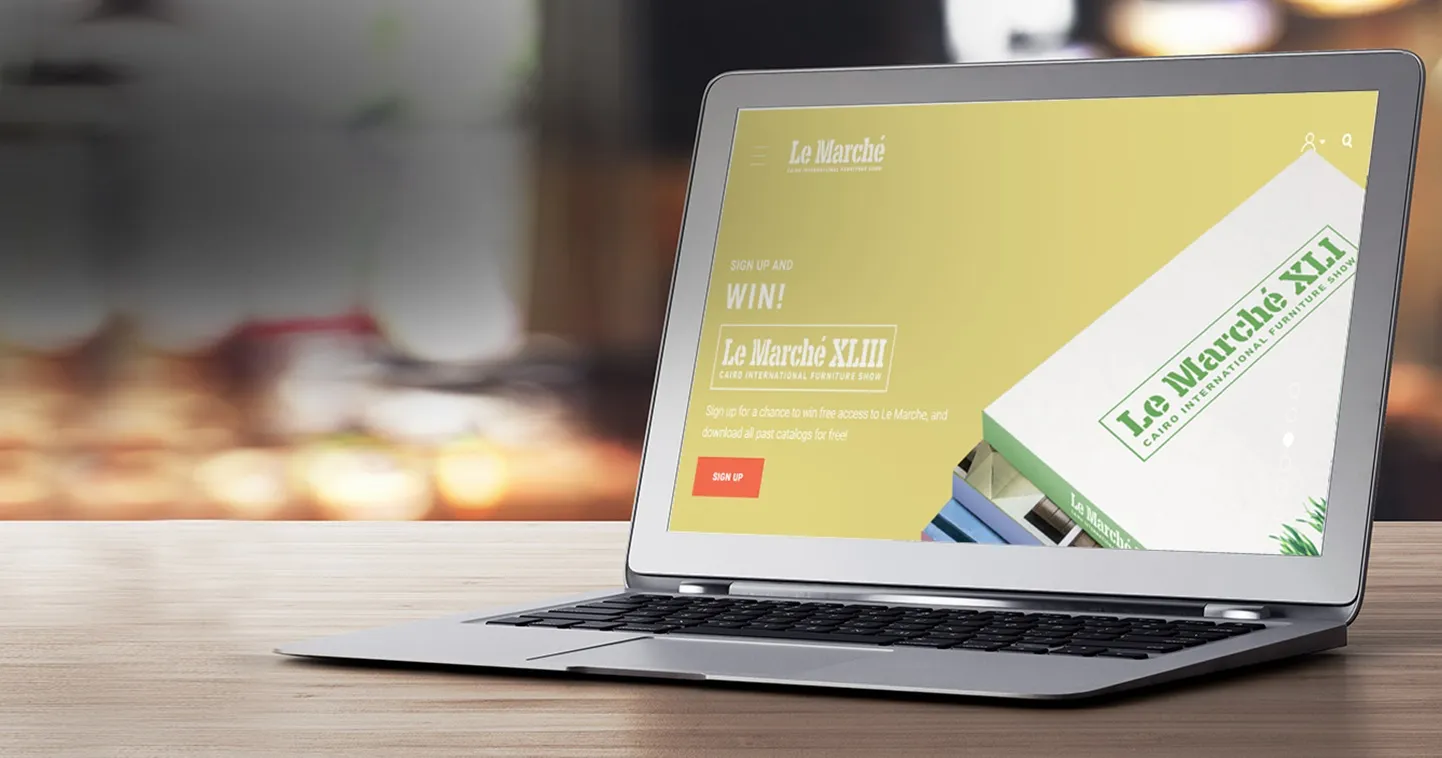 Le Marché
CAIRO INTERNATIONAL FURNITURE SHOW
SIGN UP AND
WIN!
Le Marché XLIII
CAIRO INTERNATIONAL FURNITURE SHOW
Sign up for a chance to win free access to Le Marche, and
download all past catalogs for free!
SIGN UP
Le Marché XLI
CAIRO INTERNATIONAL FURNITURE SHOW
Le Marché